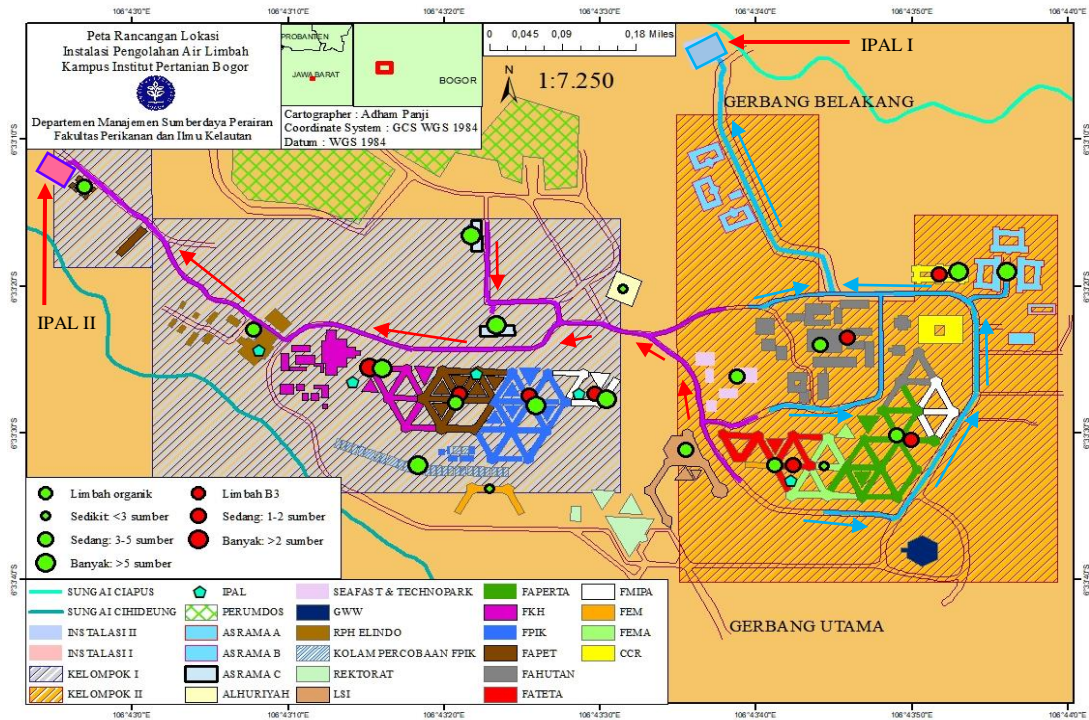 106°4'30"E 106°4'0"E
106°43'10"E
106°43'20"E
106°43'30"E
106°43'40"E
106°43'50"E
106°44'0"E
Peta Rancangan Lokasi
Instalasi Pengolahan Air Limbah
Kampus Institut Pertanian Bogor
Departemen Manajemen Sumberdaya Perairan
Fakultas Perikanan dan Ilmu Kelautan
PROBANTEN
JAWABARAT
BOGOR
Cartographer : Adham Panji
Coordinate System : GCS WGS 1984
Datum : WGS 1984
0 0,045 0,09 0,18 Miles
N
1:7.250
IPAL I
GERBANG BELAKANG
IPAL II
Limbah organik
Sedikit: <3 sumber
Sedang: 3-5 sumber
Banyak: >5 sumber
Limbah B3
Sedang: 1-2 sumber
Banyak: >2 sumber
GERBANG UTAMA
SUNGAI CIAPUS
SUNGAI CIHIDEUNG
INSTALASI II
INSTALASI I
KELOMPOK I
KELOMPOK II
IPAL
PERUMDOS
ASRAMA A
ASRAMA B
ASRAMA C
ALHURIYAH
SEAFAST & TECHNOPARK
GWW
RPH ELINDO
KOLAM PERCOBAAN FPIK
REKTORAT
LSI
FAPERTA
FKH
FPIK
FAPET
FAHUTAN
FATETA
FMIPA
FEM
FEMA
CCR